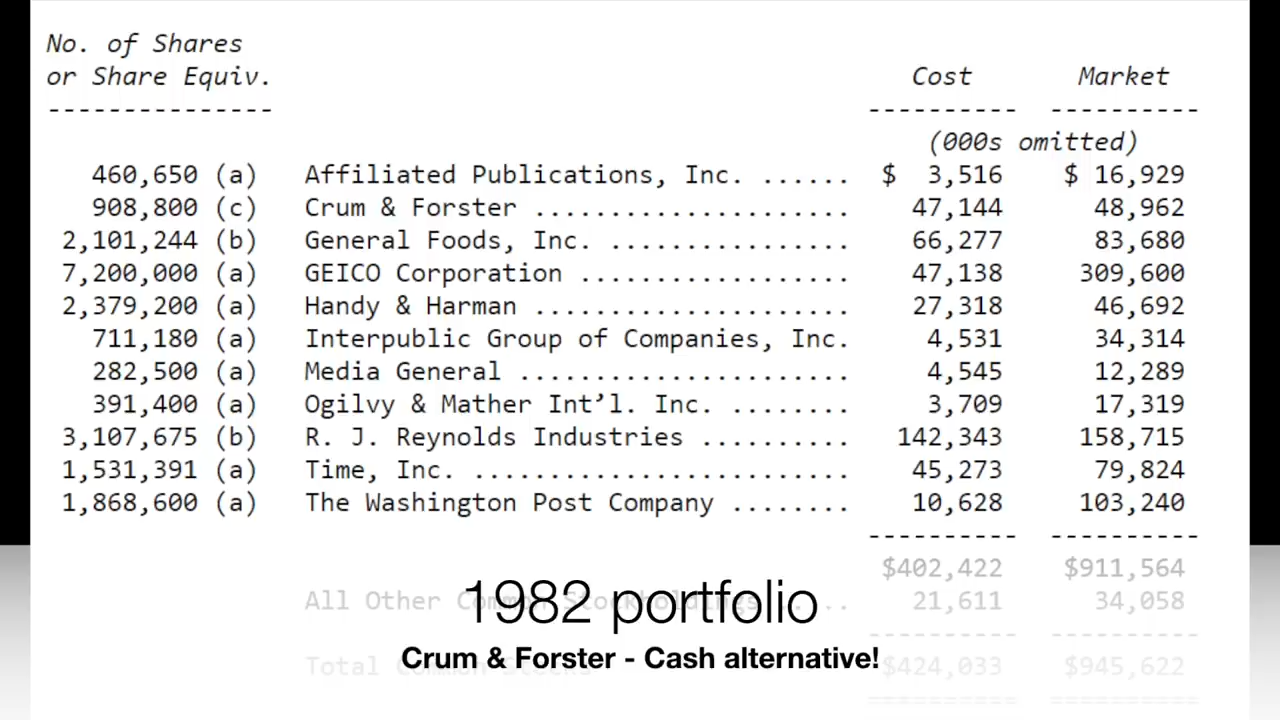 No. of Shares
or Share Equiv. Cost Market
--------------- ---------- ----------
(000s omitted)
460,650 (a) Affiliated Publications, Inc. ...... $ 3,516 $ 16,929
908,800 (c) Crum & Forster ..................... 47,144 48,962
2,101,244 (b) General Foods, Inc. ................ 66,277 83,680
7,200,000 (a) GEICO Corporation .................. 47,138 309,600
2,379,200 (a) Handy & Harman ..................... 27,318 46,692
711,180 (a) Interpublic Group of Companies, Inc. 4,531 34,314
282,500 (a) Media General ...................... 4,545 12,289
391,400 (a) Ogilvy & Mather Int’l. Inc. ........ 3,709 17,319
3,107,675 (b) R. J. Reynolds Industries .......... 142,343 158,715
1,531,391 (a) Time, Inc. ......................... 45,273 79,824
1,868,600 (a) The Washington Post Company ........ 10,628 103,240
---------- ----------
$402,422 $911,564
All Other Common Stockholdings ..... 21,611 34,058
---------- ----------
Total Common Stocks $424,033 $945,622
---------- ----------
1982 portfolio
Crum & Forster - Cash alternative!